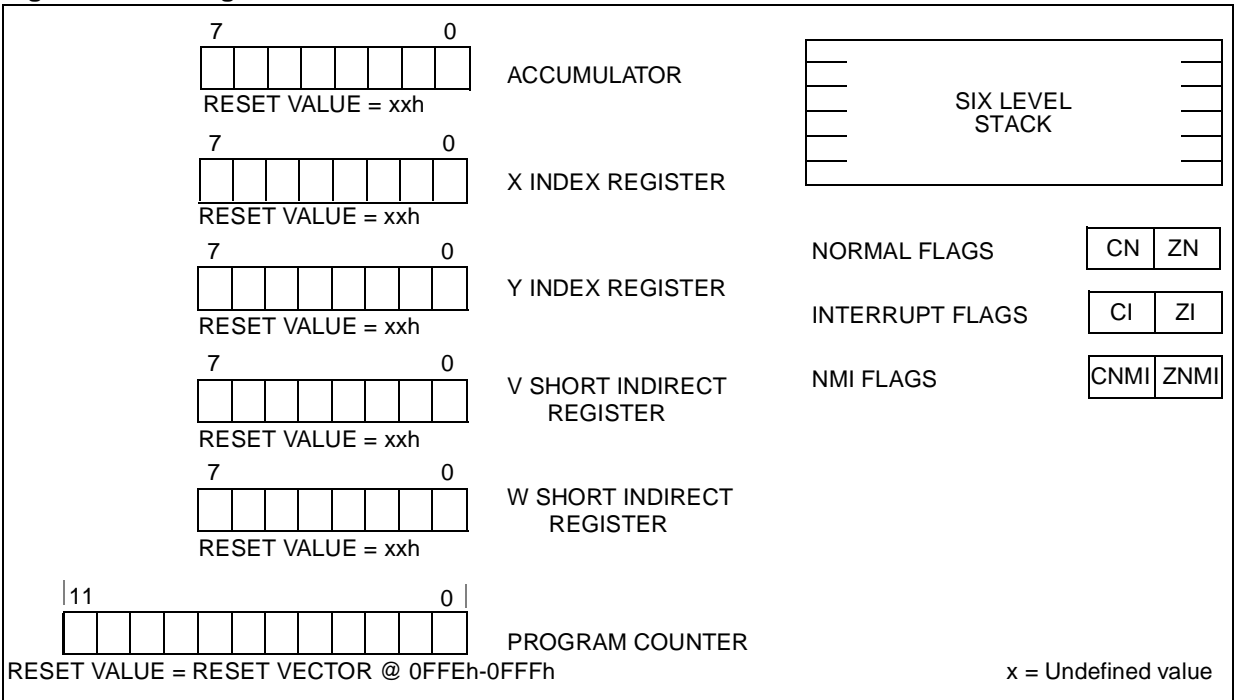 7 0
ACCUMULATOR
RESET VALUE = xxh
7 0
X INDEX REGISTER
RESET VALUE = xxh
7 0
Y INDEX REGISTER
RESET VALUE = xxh
7 0
V SHORT INDIRECT
REGISTER
RESET VALUE = xxh
7 0
W SHORT INDIRECT
REGISTER
RESET VALUE = xxh
11 0
PROGRAM COUNTER
RESET VALUE = RESET VECTOR @ 0FFEh-0FFFh
SIX LEVEL
STACK
NORMAL FLAGS CN ZN
INTERRUPT FLAGS CI ZI
NMI FLAGS CNMI ZNMI
x = Undefined value